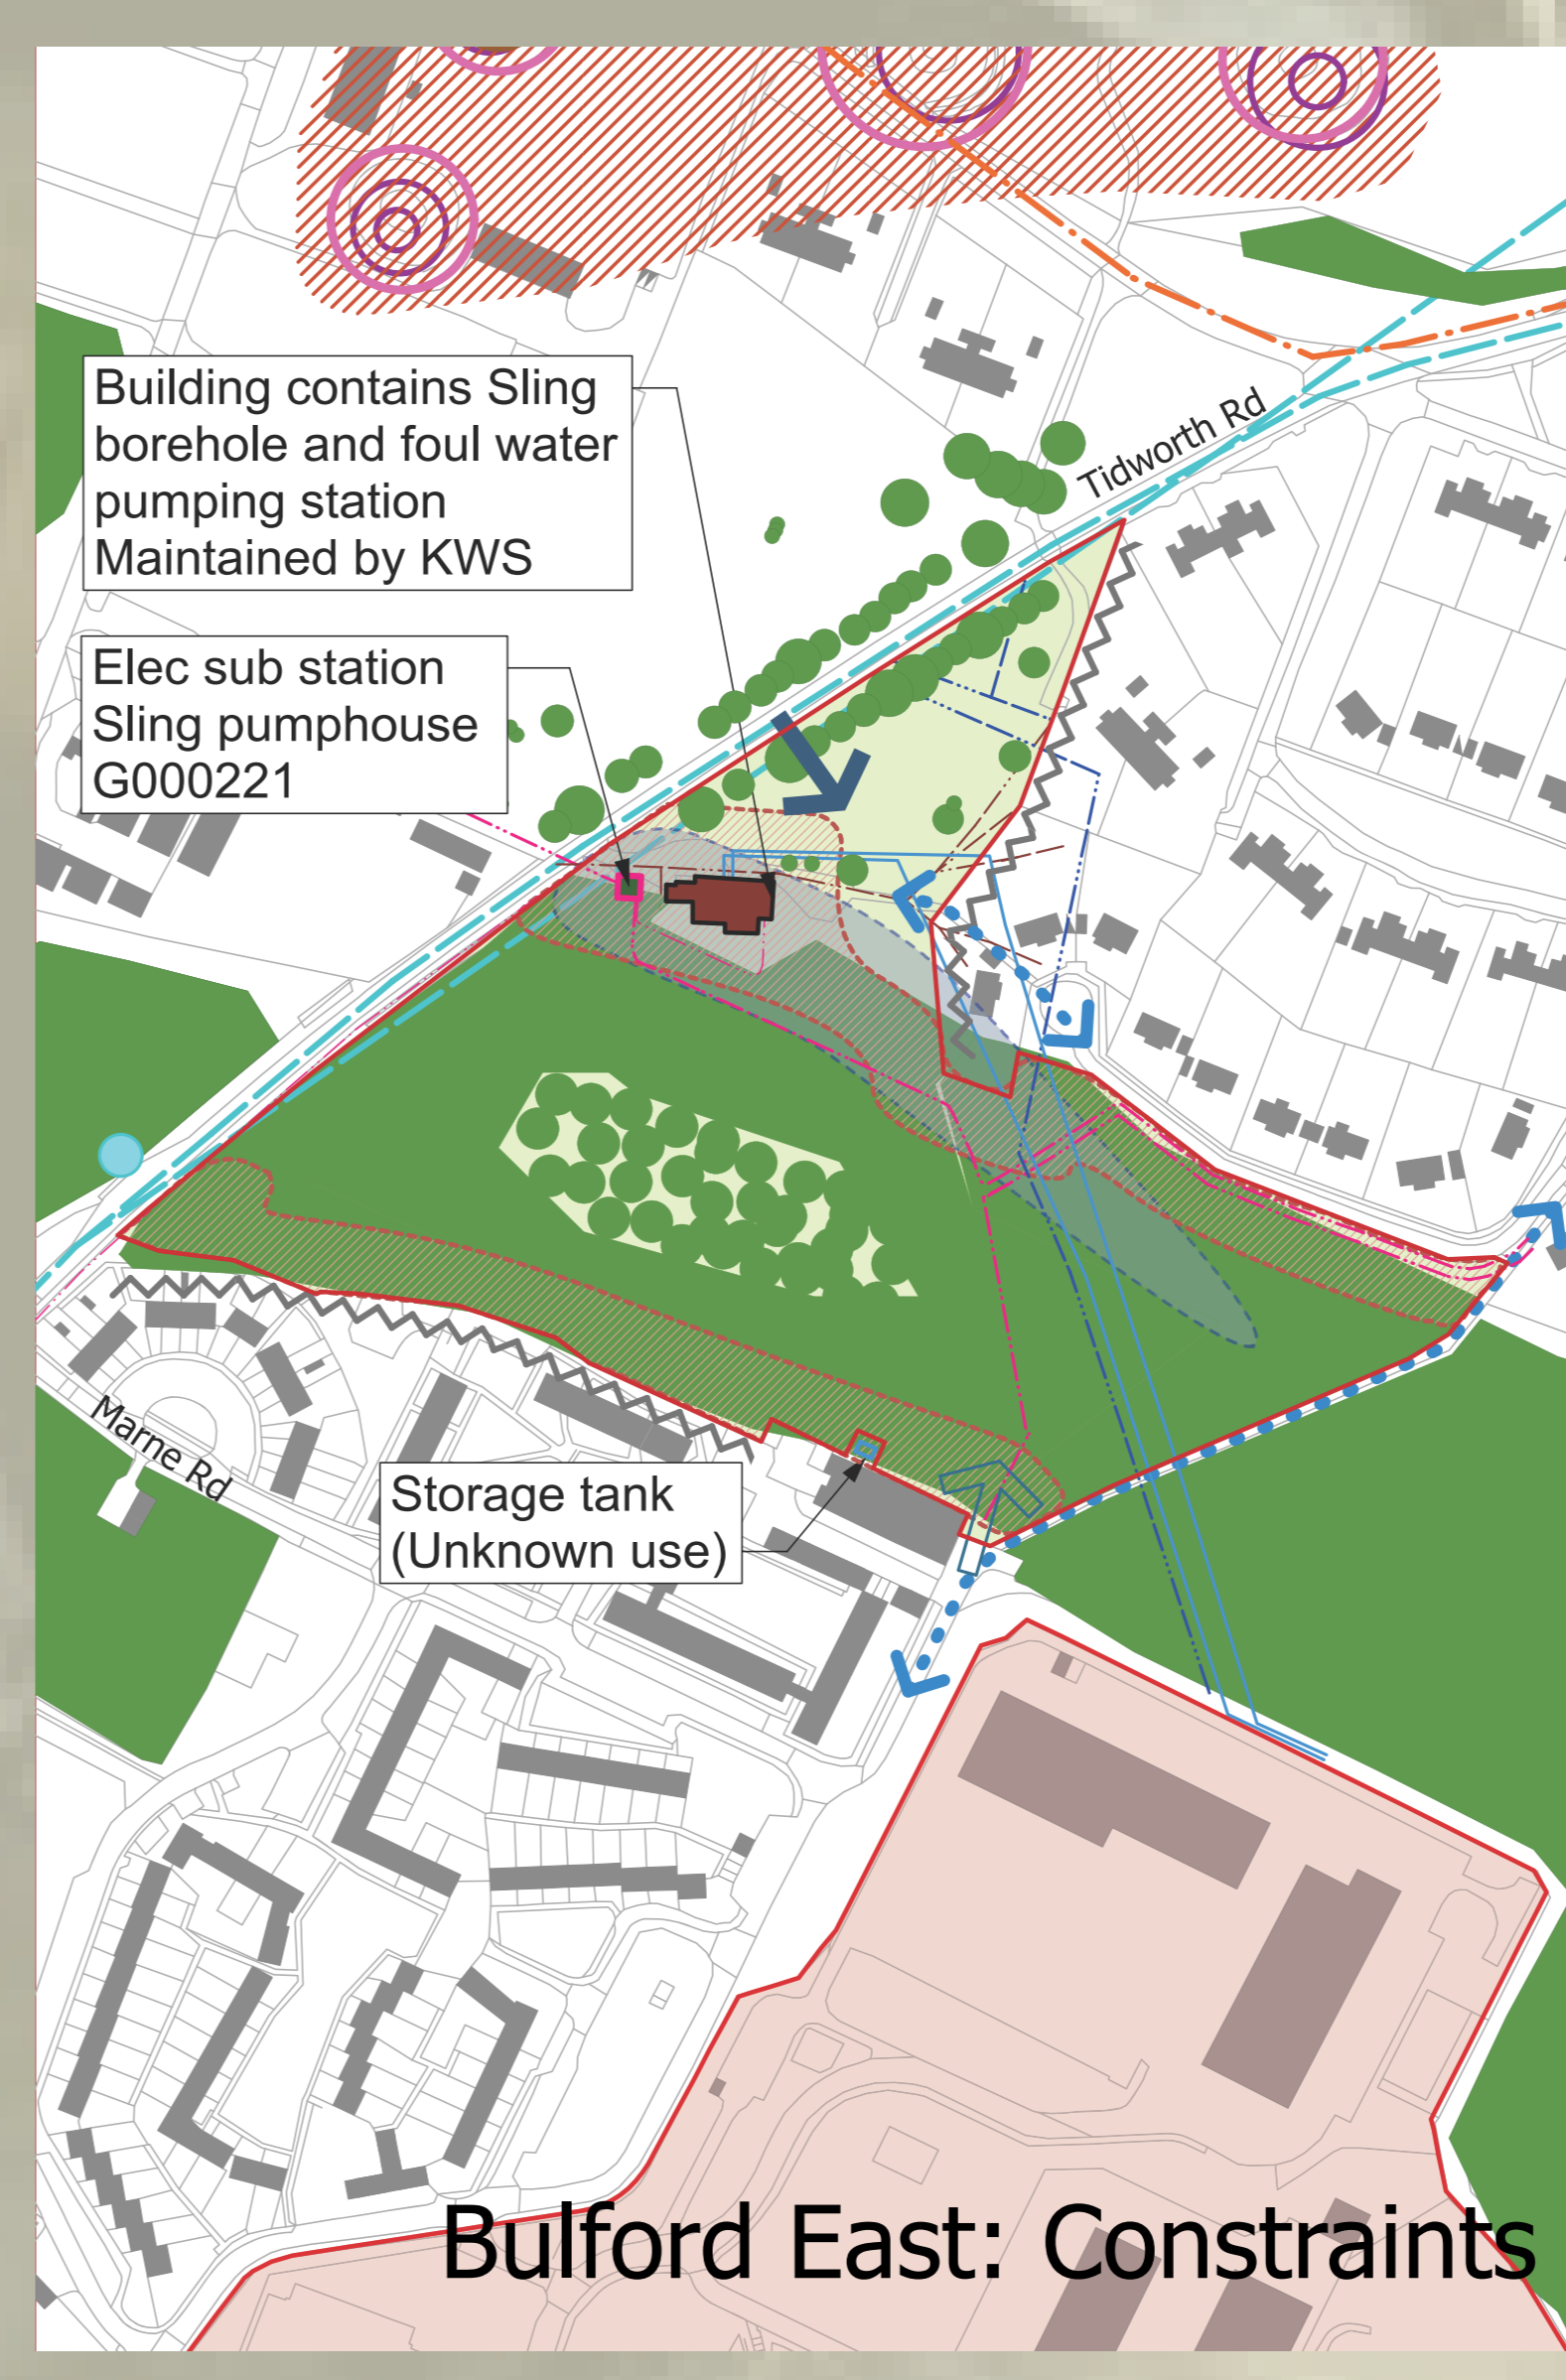 Building contains Sling
borehole and foul water
pumping station
Maintained by KWS
Tidworth Rd
Elec sub station
Sling pumphouse
G000221
Marne Rd
Storage tank
(Unknown use)
Bulford East: Constraints